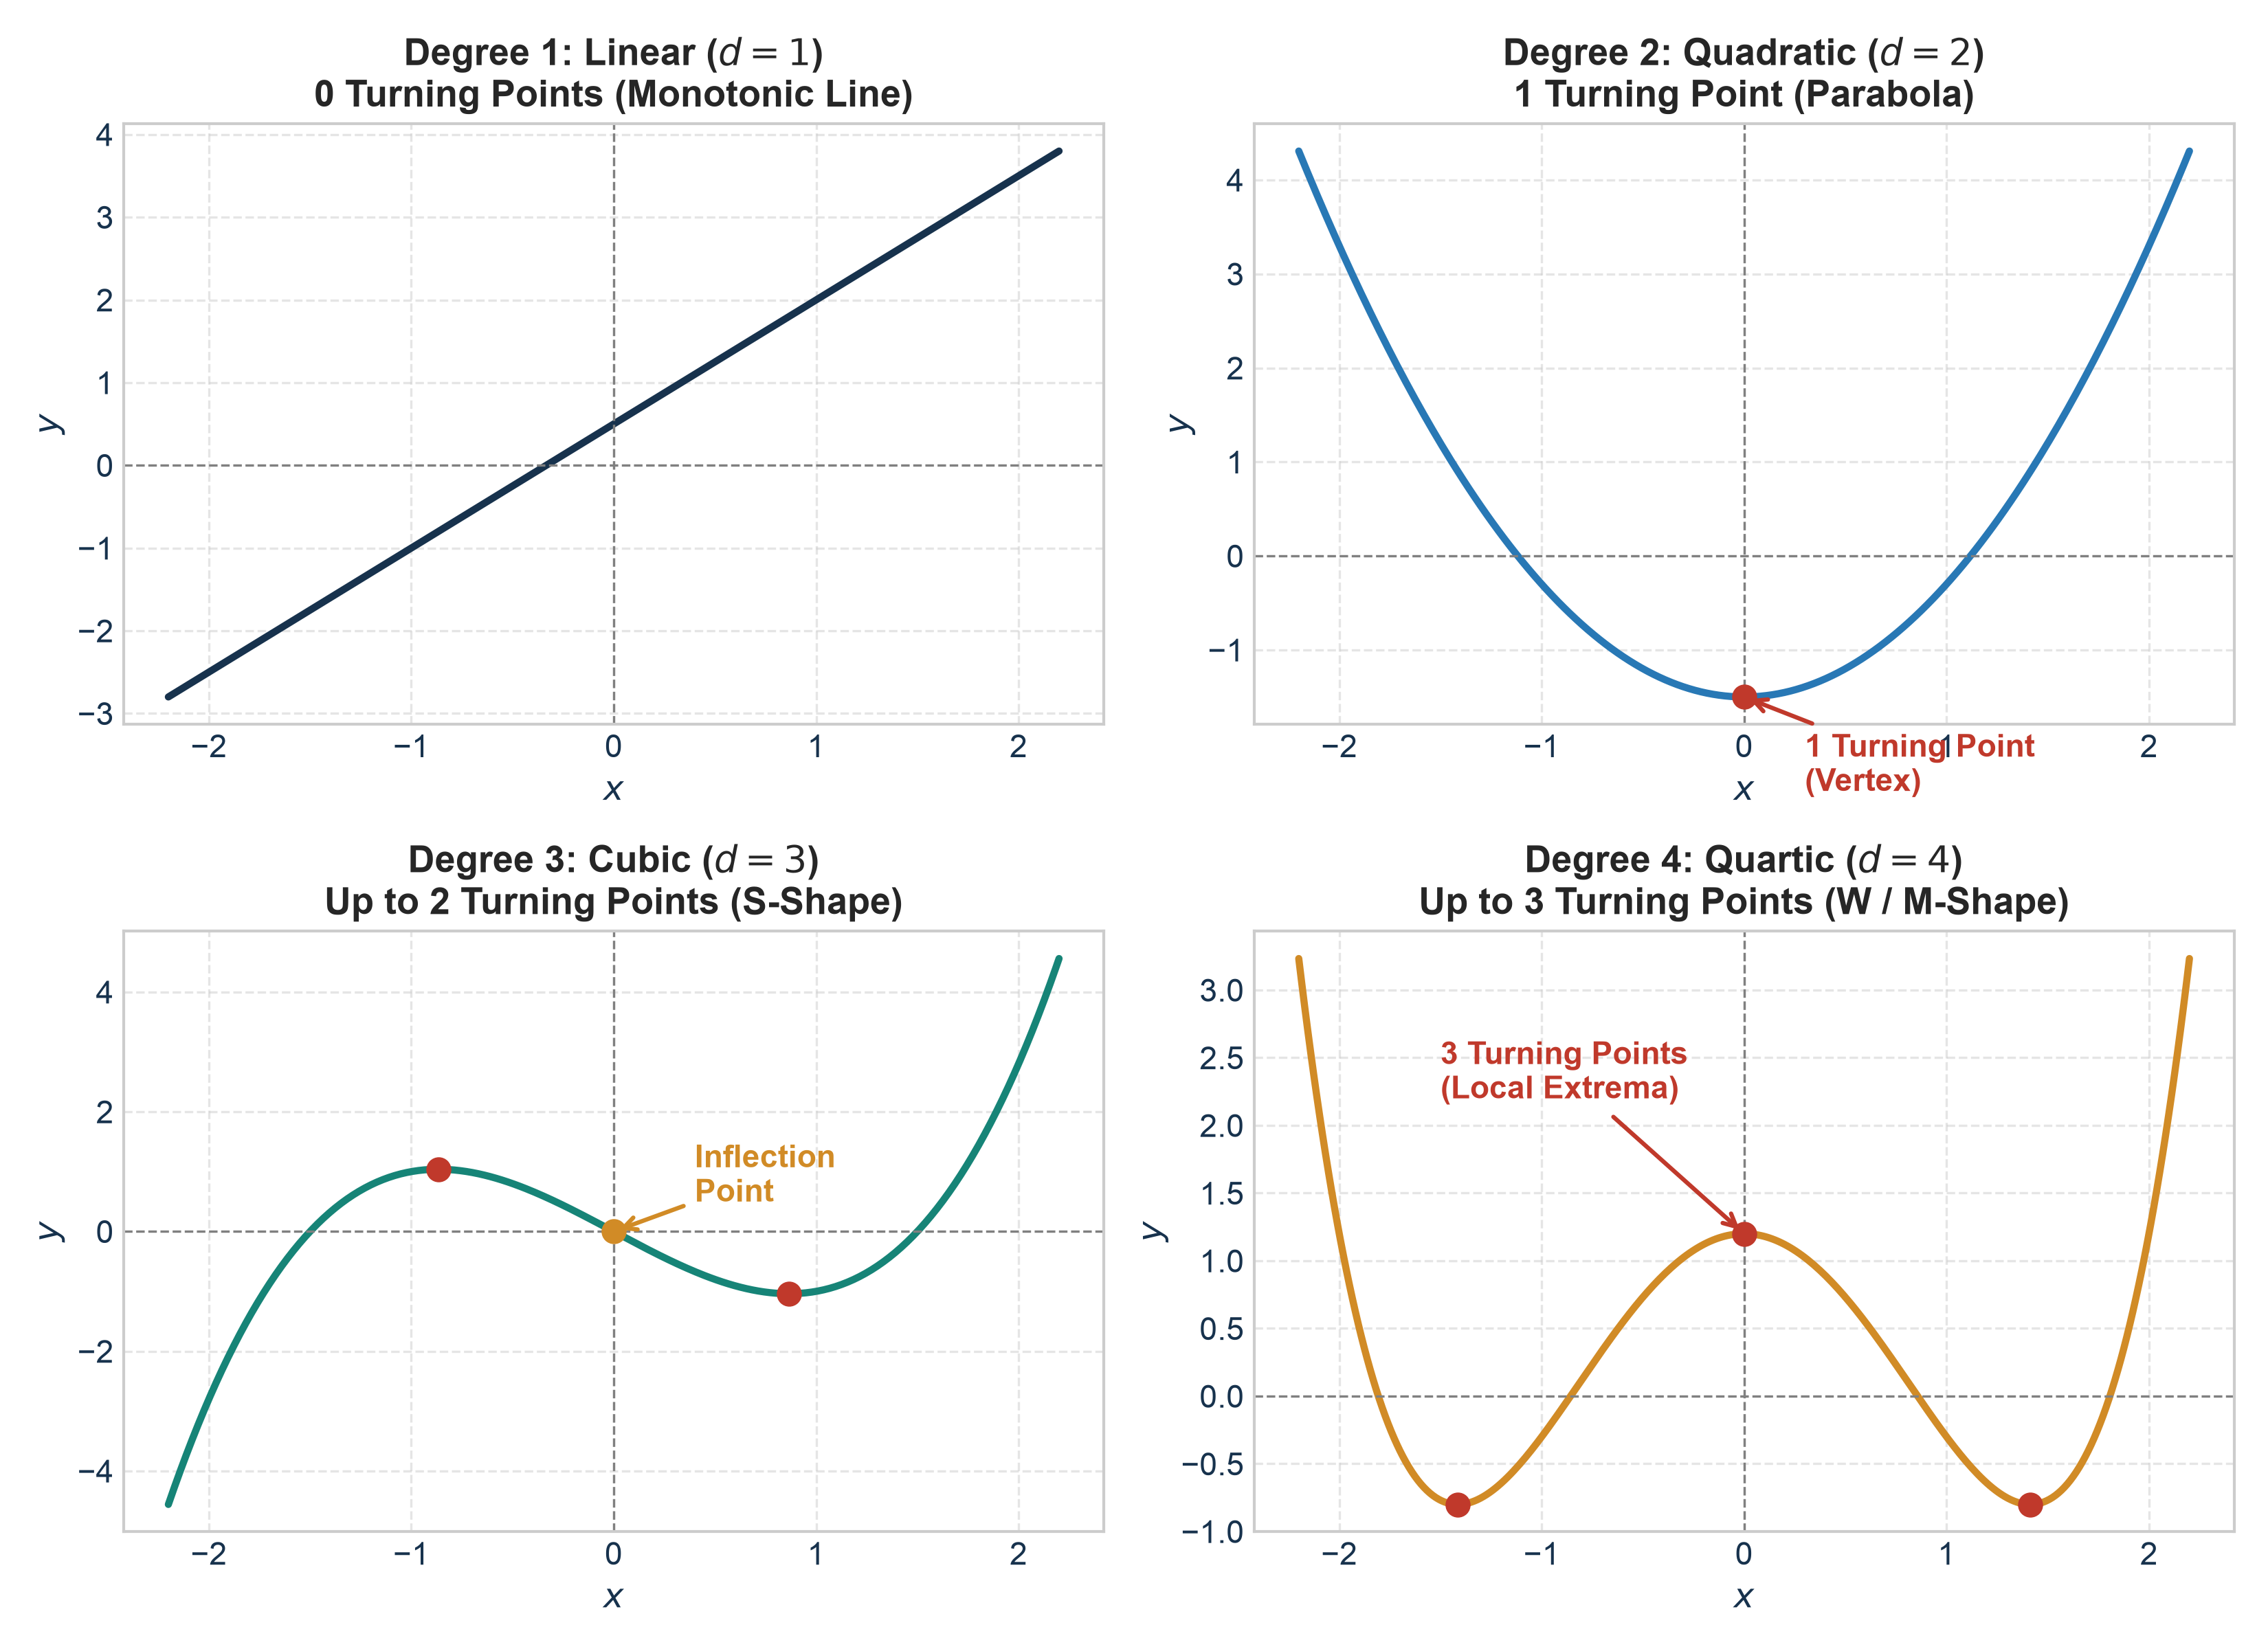 Degree 1: Linear (d = 1)
0 Turning Points (Monotonic Line)
4
3
2
1
0
−1
−2
−3
y
−2 −1 0 1 2
x
Degree 2: Quadratic (d = 2)
1 Turning Point (Parabola)
4
3
2
1
0
−1
y
−2 −1 0 1 2
x
1 Turning Point
(Vertex)
Degree 3: Cubic (d = 3)
Up to 2 Turning Points (S-Shape)
4
2
0
−2
−4
y
Inflection
Point
−2 −1 0 1 2
x
Degree 4: Quartic (d = 4)
Up to 3 Turning Points (W / M-Shape)
3.0
2.5
2.0
1.5
1.0
0.5
0.0
−0.5
−1.0
y
3 Turning Points
(Local Extrema)
−2 −1 0 1 2
x